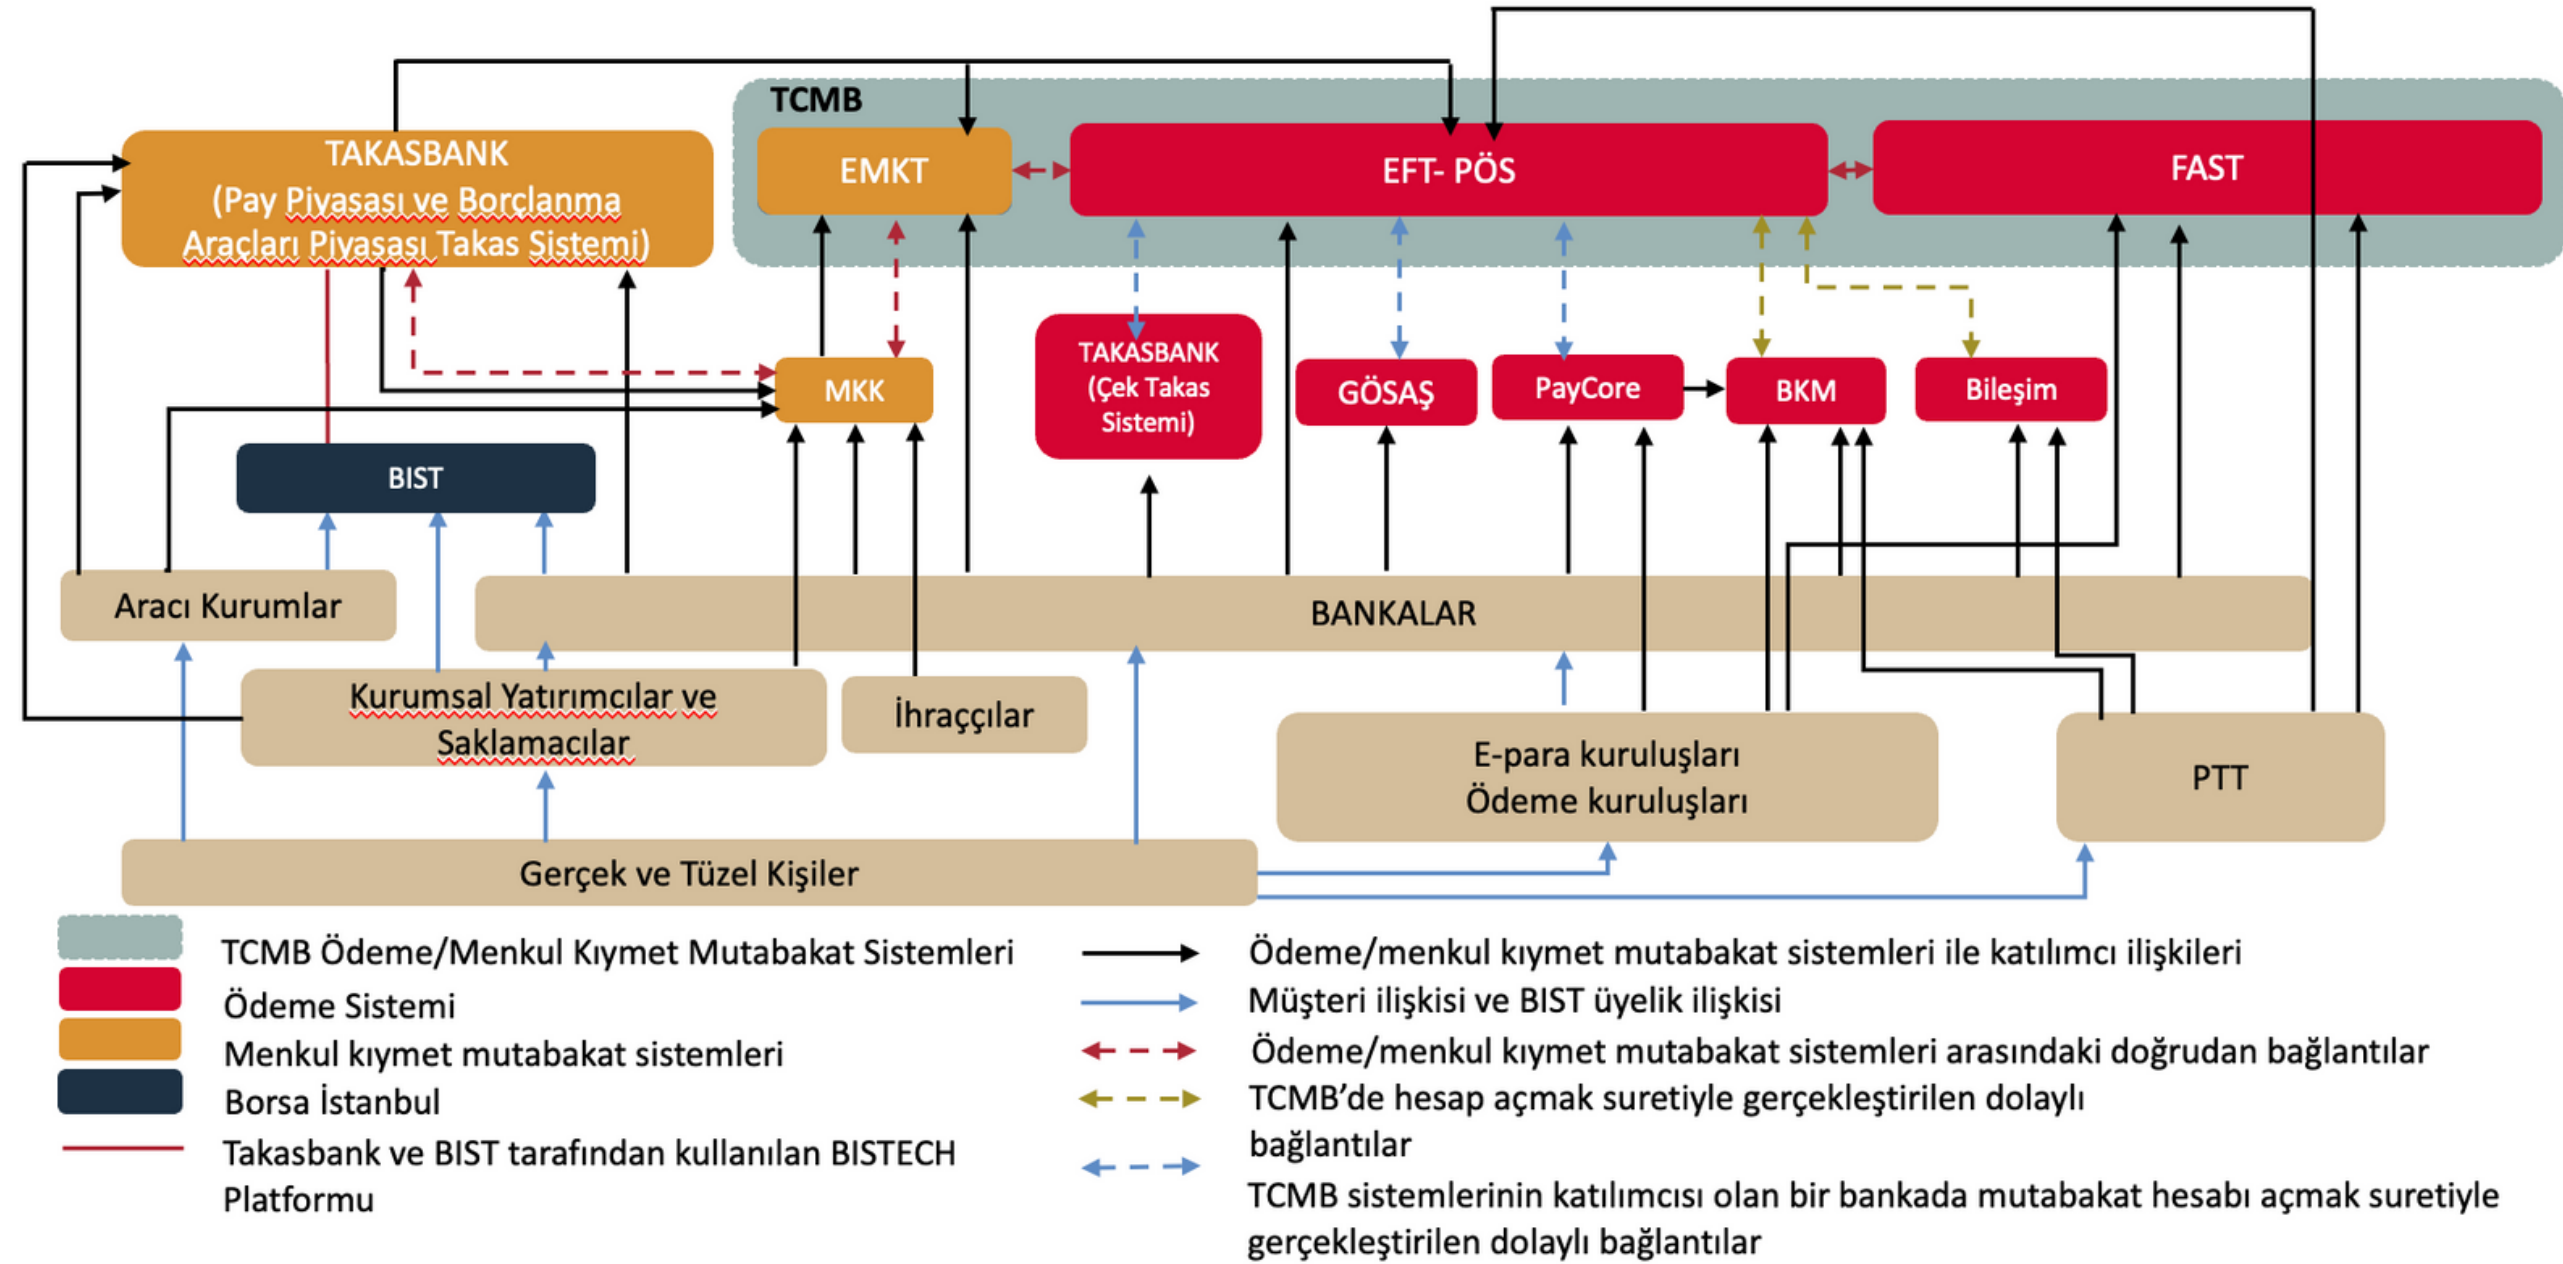 TCMB
TAKASBANK
(Pay Piyasası ve Borçlanma
Araçları Piyasası Takas Sistemi)
EMKT
EFT- PÖS
FAST
MKK
TAKASBANK
(Çek Takas
Sistemi)
GÖSAŞ
PayCore
BKM
Bileşim
BIST
Aracı Kurumlar
BANKALAR
Kurumsal Yatırımcılar ve
Saklamacılar
İhraççılar
E-para kuruluşları
Ödeme kuruluşları
PTT
Gerçek ve Tüzel Kişiler
TCMB Ödeme/Menkul Kıymet Mutabakat Sistemleri
Ödeme Sistemi
Menkul kıymet mutabakat sistemleri
Borsa İstanbul
Takasbank ve BIST tarafından kullanılan BISTECH
Platformu
Ödeme/menkul kıymet mutabakat sistemleri ile katılımcı ilişkileri
Müşteri ilişkisi ve BIST üyelik ilişkisi
Ödeme/menkul kıymet mutabakat sistemleri arasındaki doğrudan bağlantılar
TCMB’de hesap açmak suretiyle gerçekleştirilen dolaylı
bağlantılar
TCMB sistemlerinin katılımcısı olan bir bankada mutabakat hesabı açmak suretiyle
gerçekleştirilen dolaylı bağlantılar